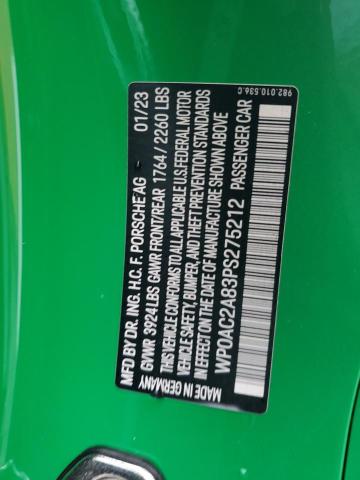 MFD BY DR. ING. H.C. F. PORSCHE AG - 01/23
GVWR 3924 LBS GAWR FRONT/REAR 1764/2260 LBS
THIS VEHICLE CONFORMS TO ALL APPLICABLE U.S. FEDERAL MOTOR
VEHICLE SAFETY, BUMPER, AND THEFT PREVENTION STANDARDS
IN EFFECT ON THE DATE OF MANUFACTURE SHOWN ABOVE
WP0AC2A83PS275212 PASSENGER CAR
MADE IN GERMANY
982.010.536.C